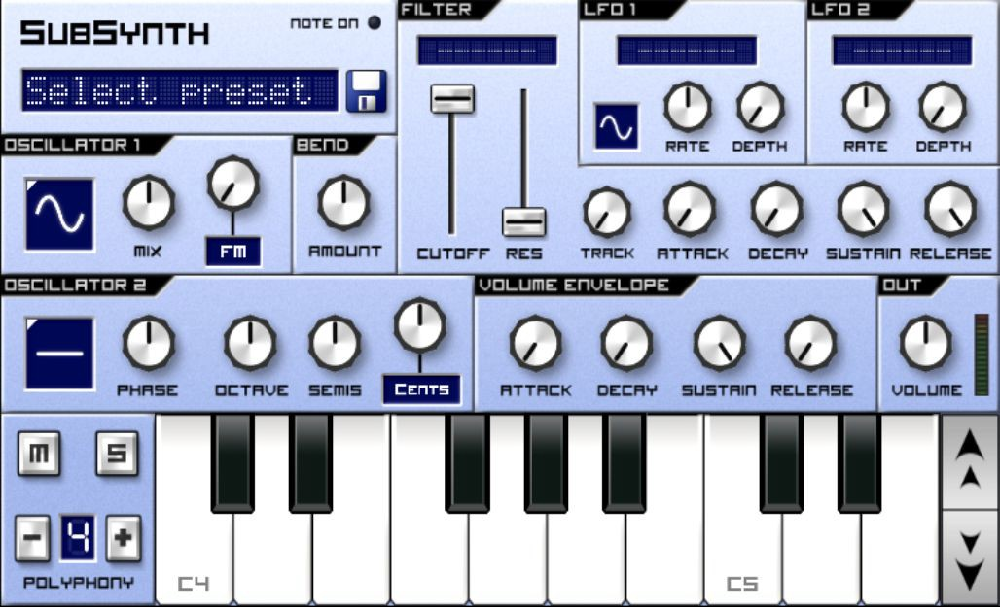 SubSynth
NOTE ON
Select preset
FILTER
LFO 1
LFO 2
------
------
------
RATE
DEPTH
RATE
DEPTH
OSCILLATOR 1
BEND
MIX
FM
AMOUNT
CUTOFF
RES
TRACK
ATTACK
DECAY
SUSTAIN
RELEASE
OSCILLATOR 2
VOLUME ENVELOPE
OUT
PHASE
OCTAVE
SEMIS
Cents
ATTACK
DECAY
SUSTAIN
RELEASE
VOLUME
M
S
-
4
+
POLYPHONY
C4
C5